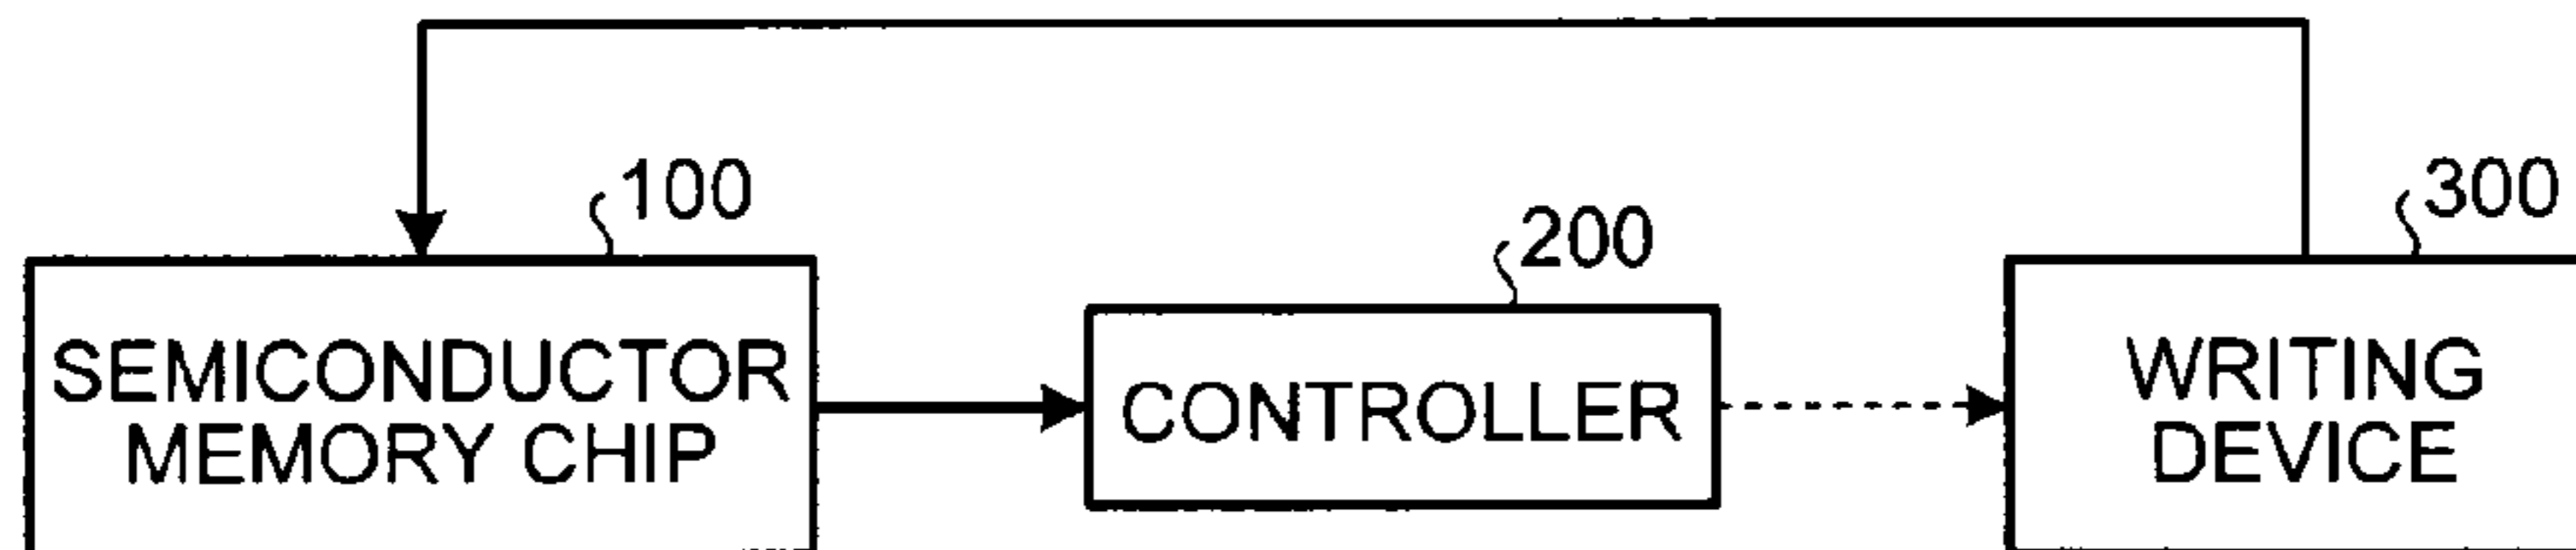 100
200
300
SEMICONDUCTOR
MEMORY CHIP
CONTROLLER
WRITING
DEVICE